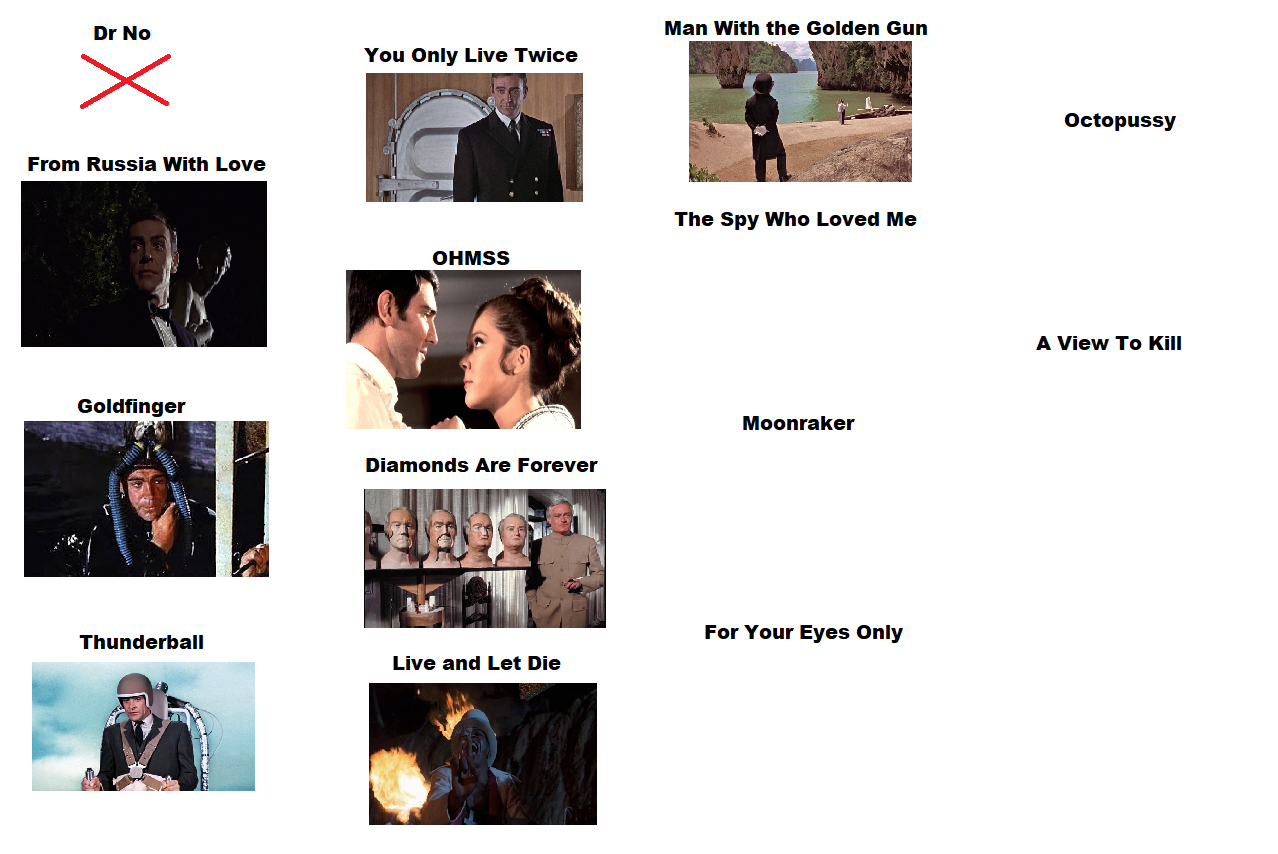 Dr No
From Russia With Love
Goldfinger
Thunderball
You Only Live Twice
OHMSS
Diamonds Are Forever
Live and Let Die
Man With the Golden Gun
The Spy Who Loved Me
Moonraker
For Your Eyes Only
Octopussy
A View To Kill